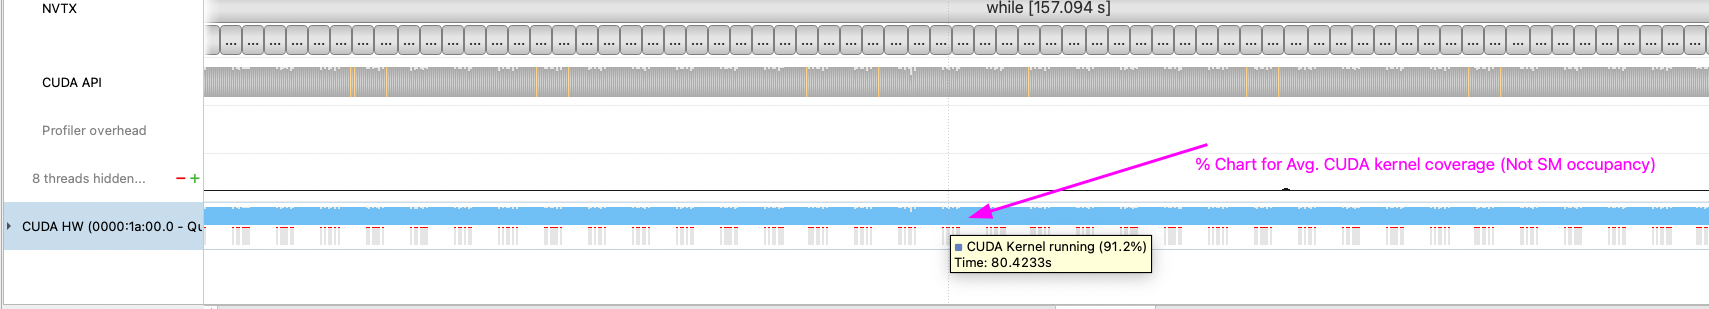 NVTX
while [157.094 s]
... ... ... ... ... ... ... ... ... ... ... ... ... ... ... ... ... ... ... ... ... ... ... ... ... ... ... ... ... ... ... ... ... ... ... ... ... ... ... ... ... ... ... ... ... ... ... ... ... ... ... ... ... ... ... ... ... ... ... ... ... ... ... ... ... ... ... ...
CUDA API
Profiler overhead
% Chart for Avg. CUDA kernel coverage (Not SM occupancy)
8 threads hidden... − +
CUDA HW (0000:1a:00.0 - Qu
CUDA Kernel running (91.2%)
Time: 80.4233s